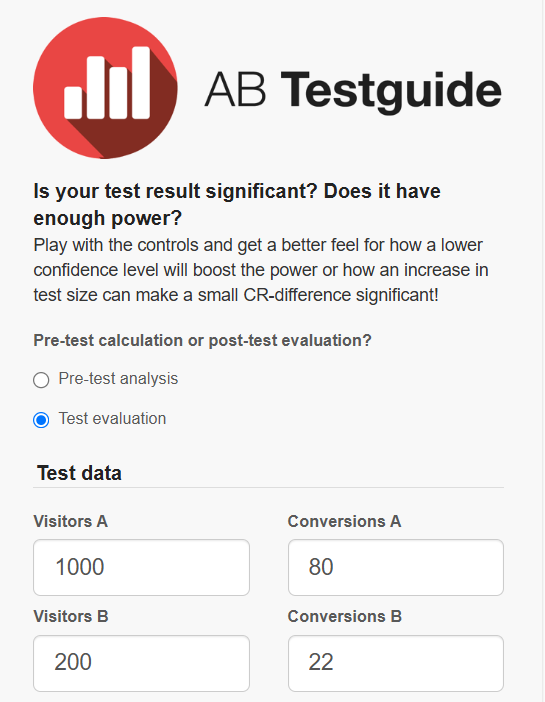 AB Testguide
Is your test result significant? Does it have
enough power?
Play with the controls and get a better feel for how a lower
confidence level will boost the power or how an increase in
test size can make a small CR-difference significant!
Pre-test calculation or post-test evaluation?
Pre-test analysis
Test evaluation
Test data
Visitors A Conversions A
1000 80
Visitors B Conversions B
200 22